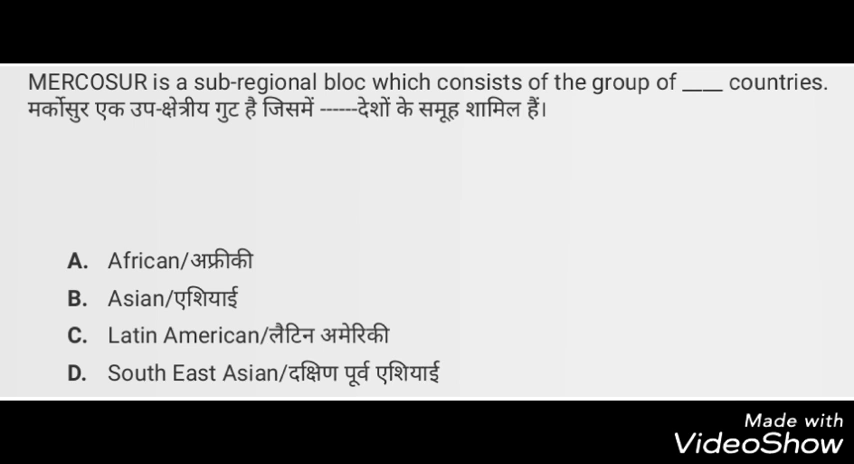 MERCOSUR is a sub-regional bloc which consists of the group of ____ countries.
मर्कोसुर एक उप-क्षेत्रीय गुट है जिसमें ------देशों के समूह शामिल हैं।
A. African/अफ्रीकी
B. Asian/एशियाई
C. Latin American/लैटिन अमेरिकी
D. South East Asian/दक्षिण पूर्व एशियाई
Made with
VideoShow